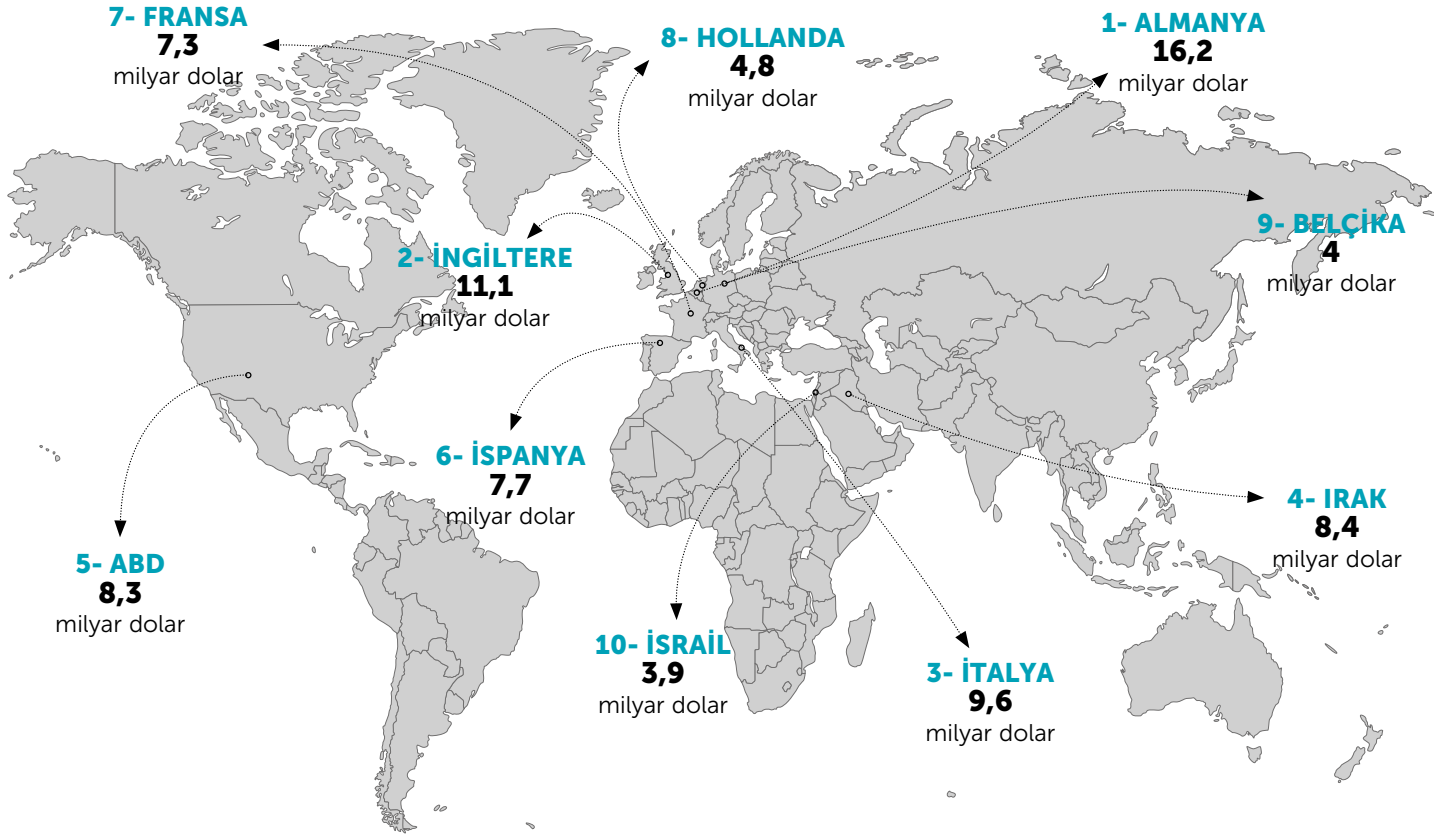 7- FRANSA
7,3
milyar dolar
8- HOLLANDA
4,8
milyar dolar
1- ALMANYA
16,2
milyar dolar
2- İNGİLTERE
11,1
milyar dolar
9- BELÇİKA
4
milyar dolar
6- İSPANYA
7,7
milyar dolar
4- IRAK
8,4
milyar dolar
5- ABD
8,3
milyar dolar
10- İSRAİL
3,9
milyar dolar
3- İTALYA
9,6
milyar dolar